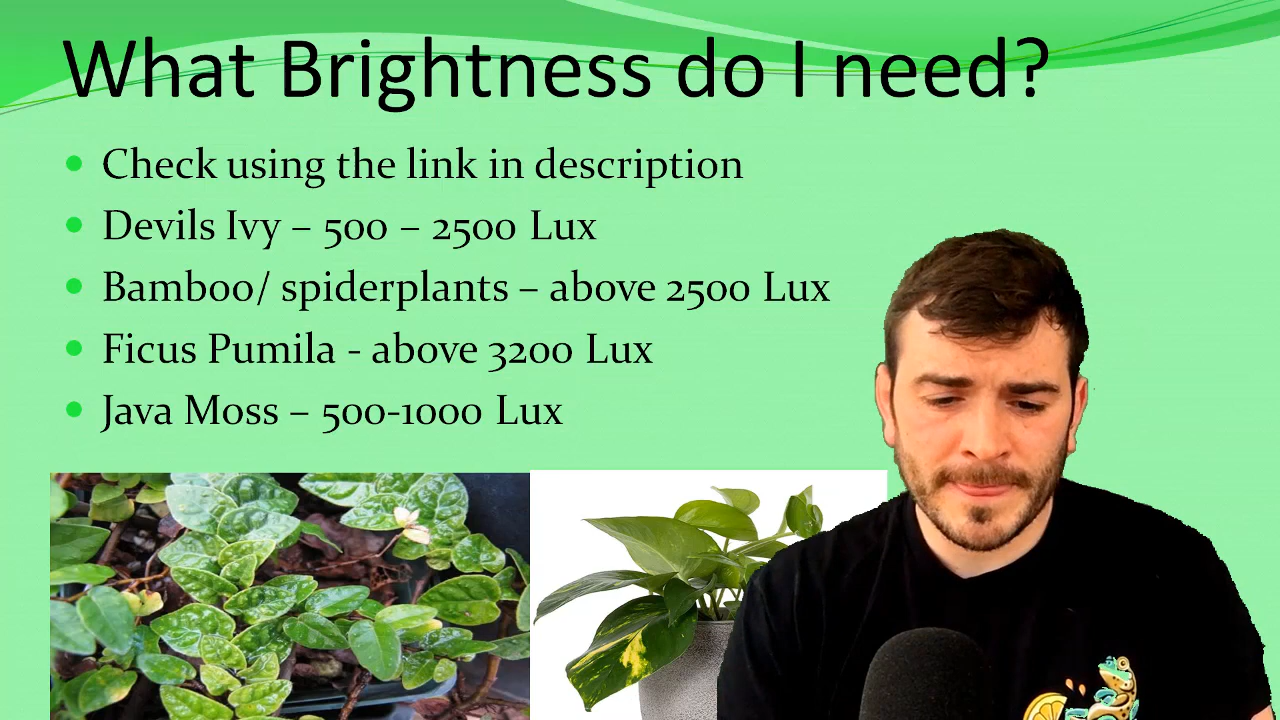 What Brightness do I need?
Check using the link in description
Devils Ivy – 500 – 2500 Lux
Bamboo/ spiderplants – above 2500 Lux
Ficus Pumila - above 3200 Lux
Java Moss – 500-1000 Lux